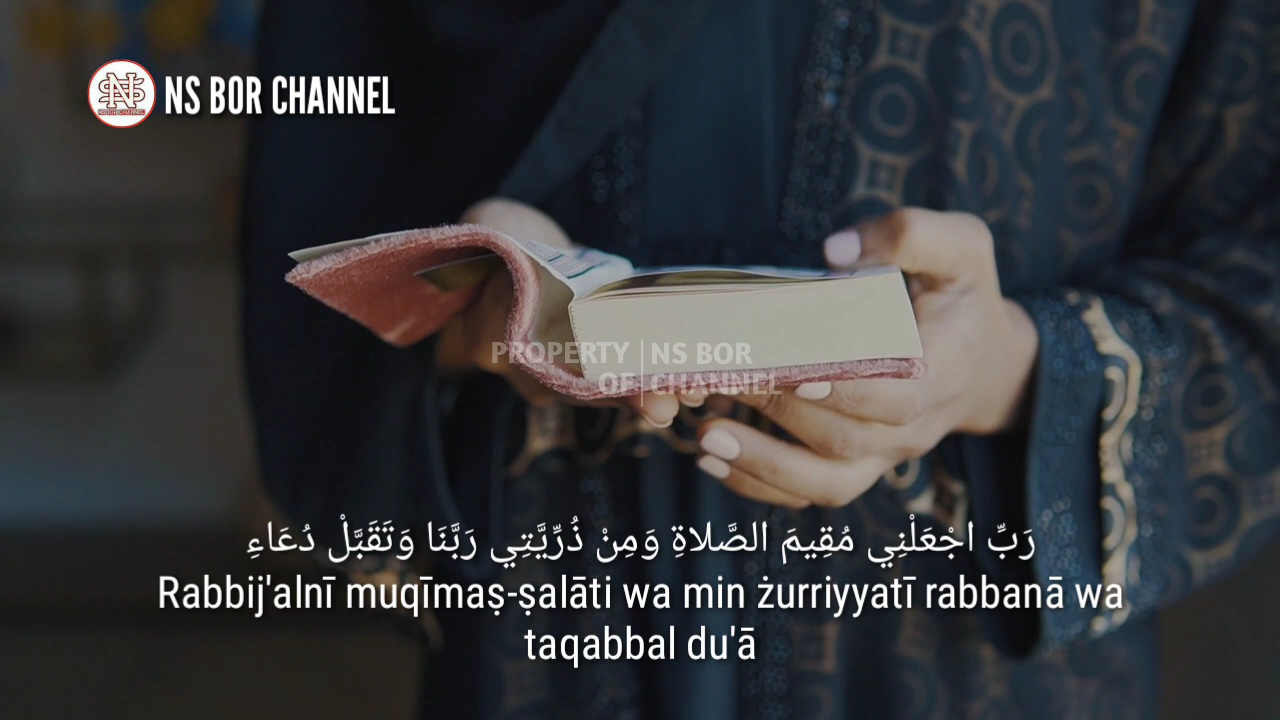 NS BOR CHANNEL
PROPERTY OF | NS BOR CHANNEL
رَبِّ اجْعَلْنِي مُقِيمَ الصَّلاةِ وَمِنْ ذُرِّيَّتِي رَبَّنَا وَتَقَبَّلْ دُعَاءِ
Rabbij'alnī muqīmaṣ-ṣalāti wa min żurriyyatī rabbanā wa
taqabbal du'ā